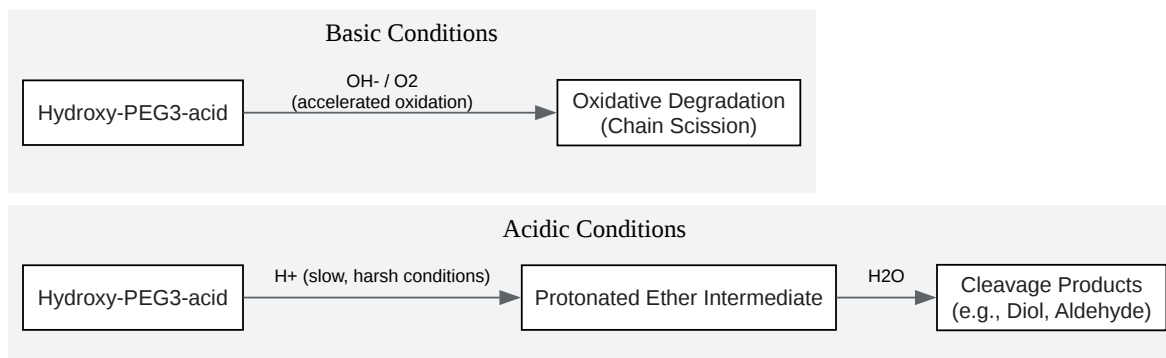 Basic Conditions
Hydroxy-PEG3-acid
OH- / O2
(accelerated oxidation)
Oxidative Degradation
(Chain Scission)
Acidic Conditions
Hydroxy-PEG3-acid
H+ (slow, harsh conditions)
Protonated Ether Intermediate
H2O
Cleavage Products
(e.g., Diol, Aldehyde)